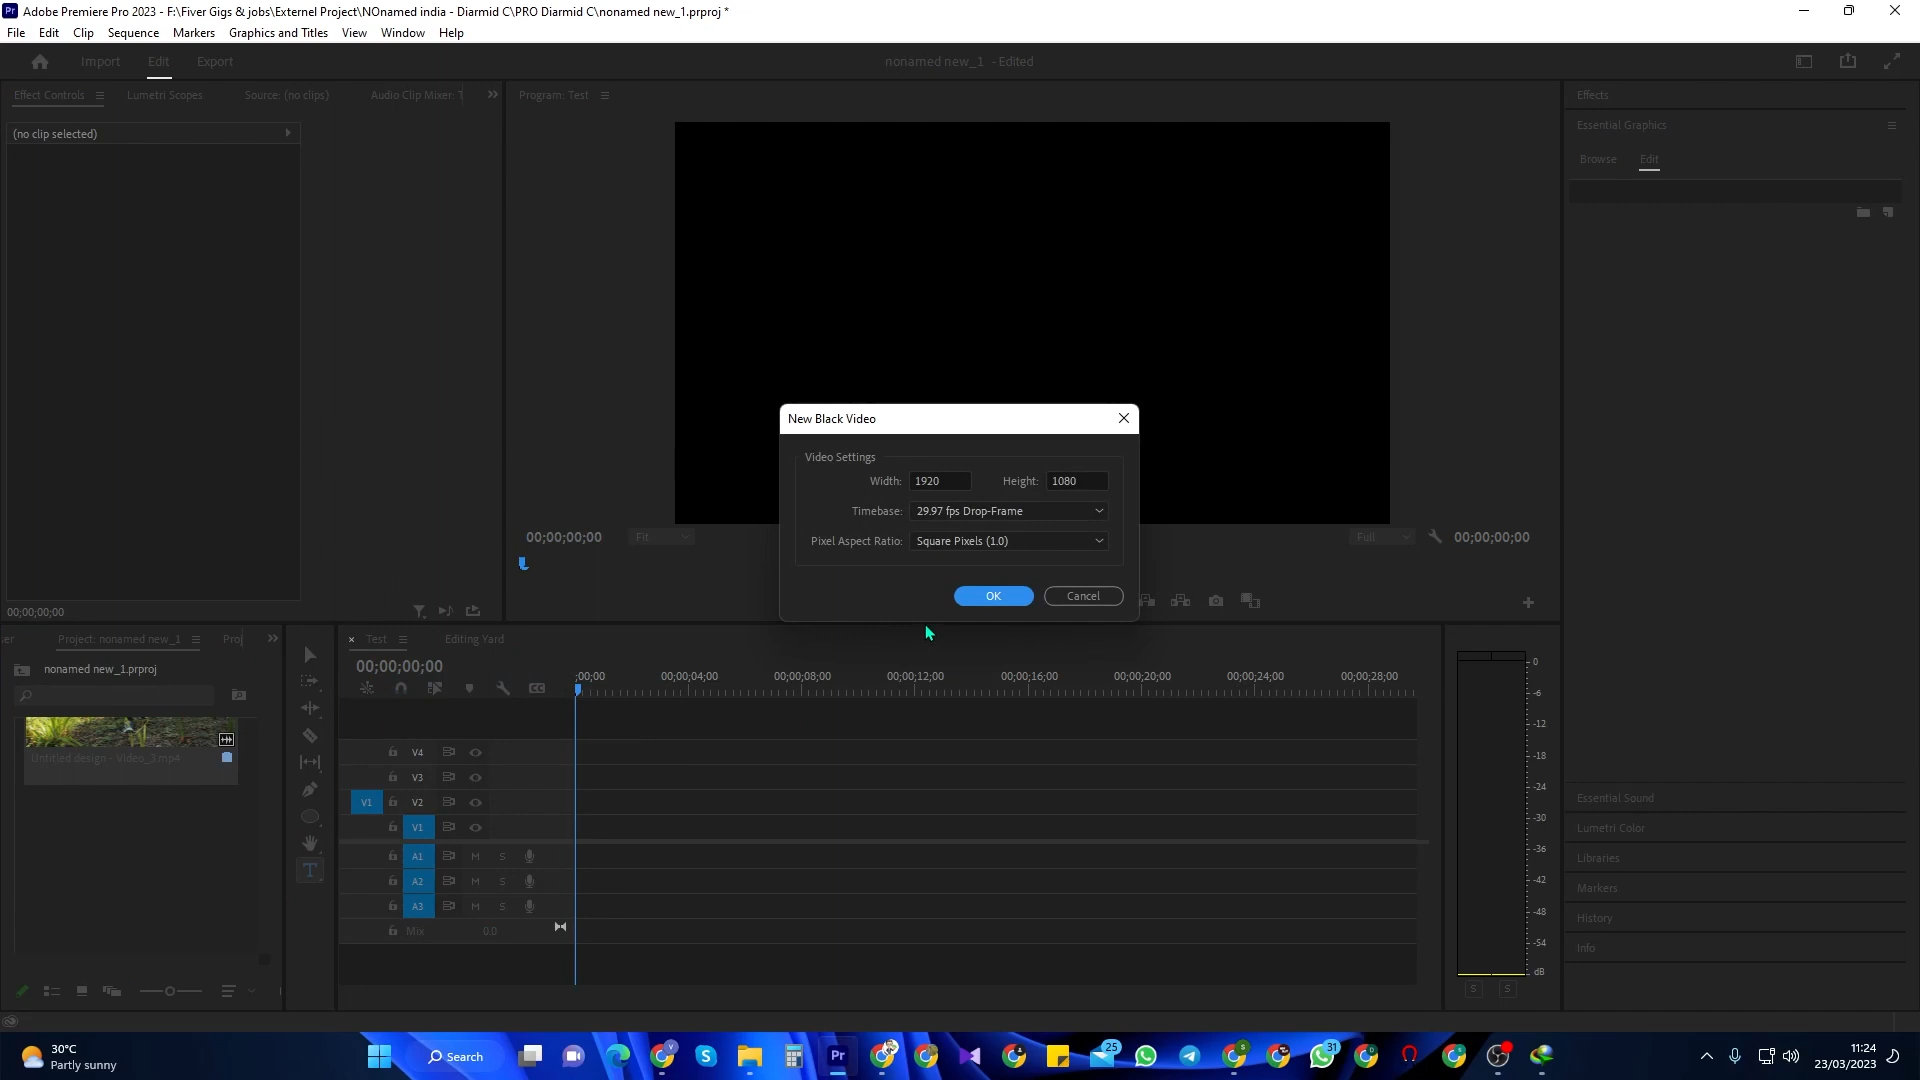 Pr Adobe Premiere Pro 2023 - F:\Fiver Gigs & jobs\Externel Project\NOnamed india - Diarmid C\PRO Diarmid C\nonamed new_1.prproj *
File Edit Clip Sequence Markers Graphics and Titles View Window Help
Import Edit Export nonamed new_1 - Edited
Effect Controls Lumetri Scopes Source: (no clips) Audio Clip Mixer: T Program: Test Effects
(no clip selected)
Essential Graphics
Browse Edit
New Black Video
Video Settings
Width: 1920 Height: 1080
Timebase: 29.97 fps Drop-Frame
Pixel Aspect Ratio: Square Pixels (1.0)
OK Cancel
00;00;00;00 Fit Full 00;00;00;00
00;00;00;00
ser Project: nonamed new_1 Proj
nonamed new_1.prproj
Untitled design - Video_3.mp4
× Test Editing Yard
00;00;00;00
;00;00 00;00;04;00 00;00;08;00 00;00;12;00 00;00;16;00 00;00;20;00 00;00;24;00 00;00;28;00
V4
V3
V1 V2
V1
A1 M S
A2 M S
A3 M S
Mix 0.0
0
-6
-12
-18
-24
-30
-36
-42
-48
-54
dB
S S
Essential Sound
Lumetri Color
Libraries
Markers
History
Info
30°C
Partly sunny
Search
Pr
25
31
11:24
23/03/2023